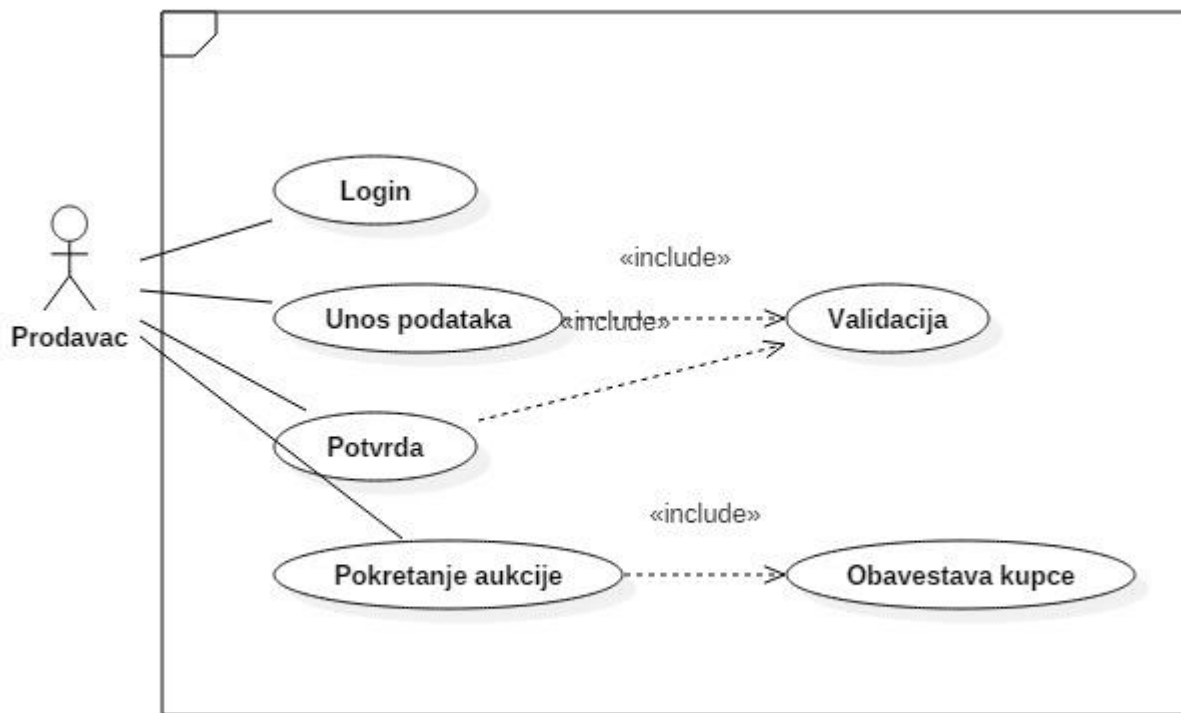 Login
«include»
Prodavac
Unos podataka
«include»
Validacija
Potvrda
«include»
Pokretanje aukcije
Obavestava kupce